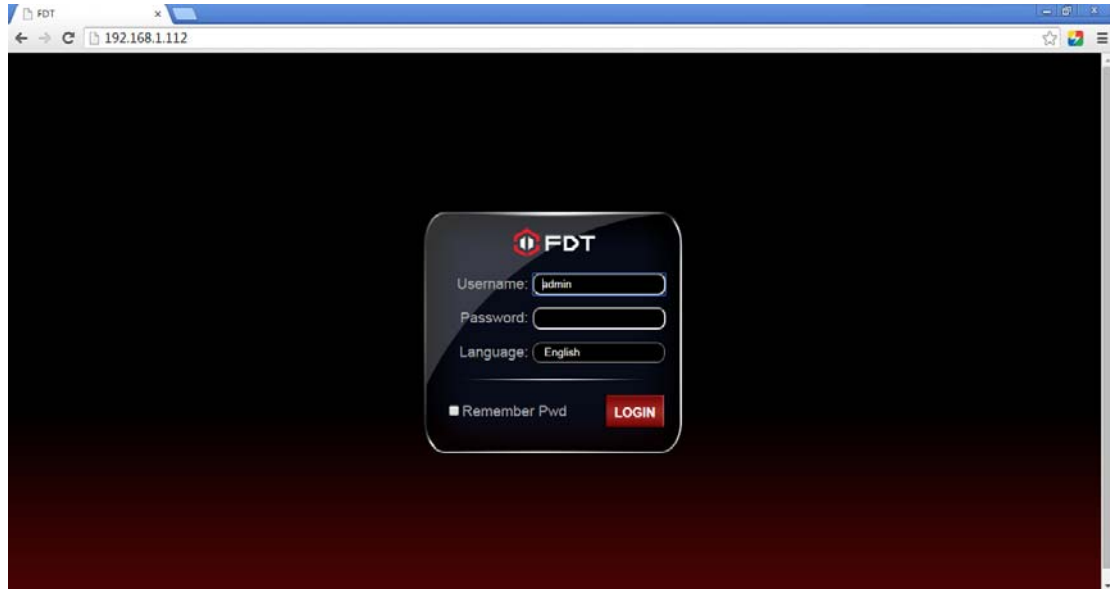 FDT
192.168.1.112
FDT
Username: admin
Password:
Language: English
Remember Pwd LOGIN